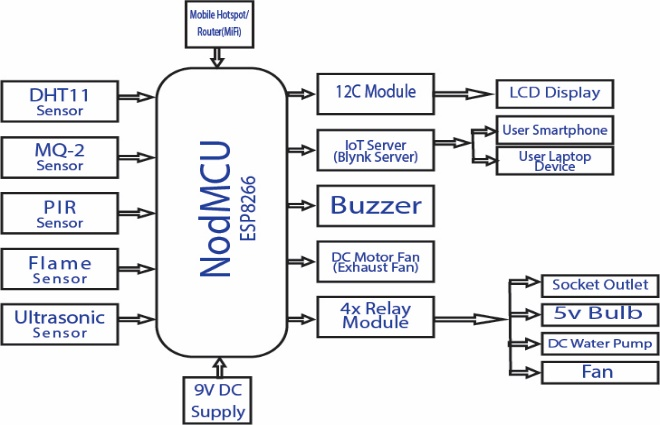 Mobile Hotspot/
Router(MiFi)
DHT11
Sensor
MQ-2
Sensor
PIR
Sensor
Flame
Sensor
Ultrasonic
Sensor
NodMCU
ESP8266
9V DC
Supply
12C Module
LCD Display
IoT Server
(Blynk Server)
User Smartphone
User Laptop
Device
Buzzer
DC Motor Fan
(Exhaust Fan)
4x Relay
Module
Socket Outlet
5v Bulb
DC Water Pump
Fan